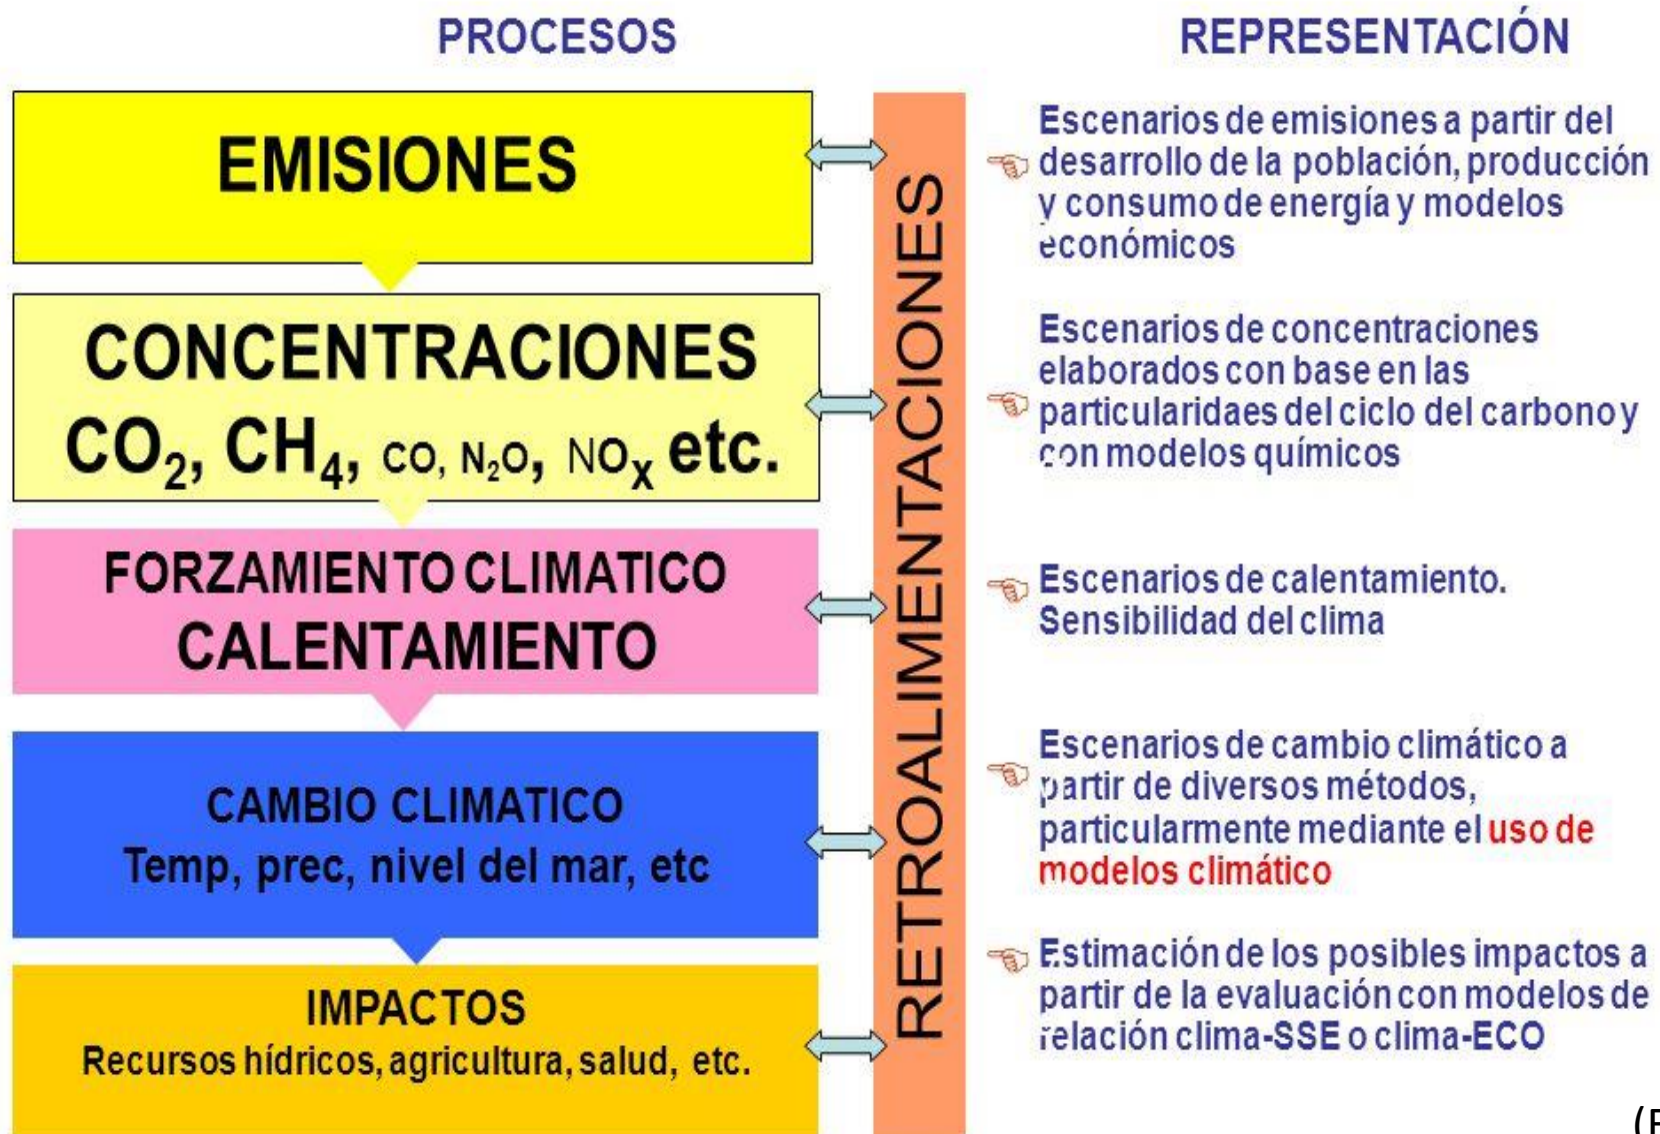 PROCESOS
REPRESENTACIÓN
EMISIONES
CONCENTRACIONES
CO₂, CH₄, CO, N₂O, NOX etc.
FORZAMIENTO CLIMATICO
CALENTAMIENTO
CAMBIO CLIMATICO
Temp, prec, nivel del mar, etc
IMPACTOS
Recursos hídricos, agricultura, salud, etc.
RETROALIMENTACIONES
Escenarios de emisiones a partir del
desarrollo de la población, producción
y consumo de energía y modelos
económicos
Escenarios de concentraciones
elaborados con base en las
particularidaes del ciclo del carbono y
con modelos químicos
Escenarios de calentamiento.
Sensibilidad del clima
Escenarios de cambio climático a
partir de diversos métodos,
particularmente mediante el uso de
modelos climático
Estimación de los posibles impactos a
partir de la evaluación con modelos de
relación clima-SSE o clima-ECO